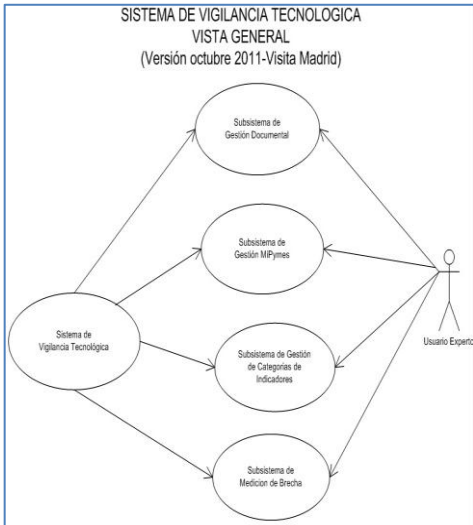 SISTEMA DE VIGILANCIA TECNOLOGICA
VISTA GENERAL
(Versión octubre 2011-Visita Madrid)
Subsistema de
Gestión Documental
Subsistema de
Gestión MiPymes
Sistema de
Vigilancia Tecnológica
Usuario Experto
Subsistema de Gestión
de Categorias de
Indicadores
Subsistema de
Medicion de Brecha